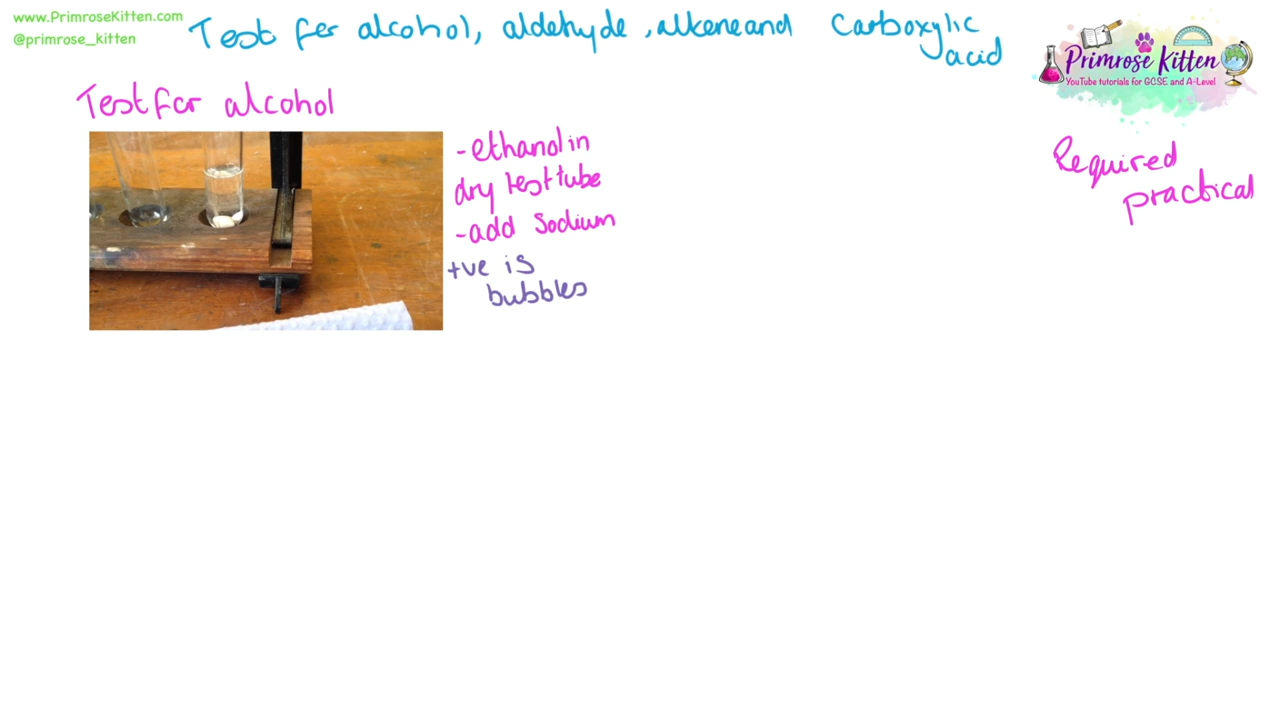 www.PrimroseKitten.com
@primrose_kitten
Test for alcohol, aldehyde, alkene and Carboxylic
acid
Primrose Kitten
YouTube tutorials for GCSE and A-Level
Test for alcohol
Required
practical
- ethanol in
dry test tube
- add Sodium
+ve is
bubbles